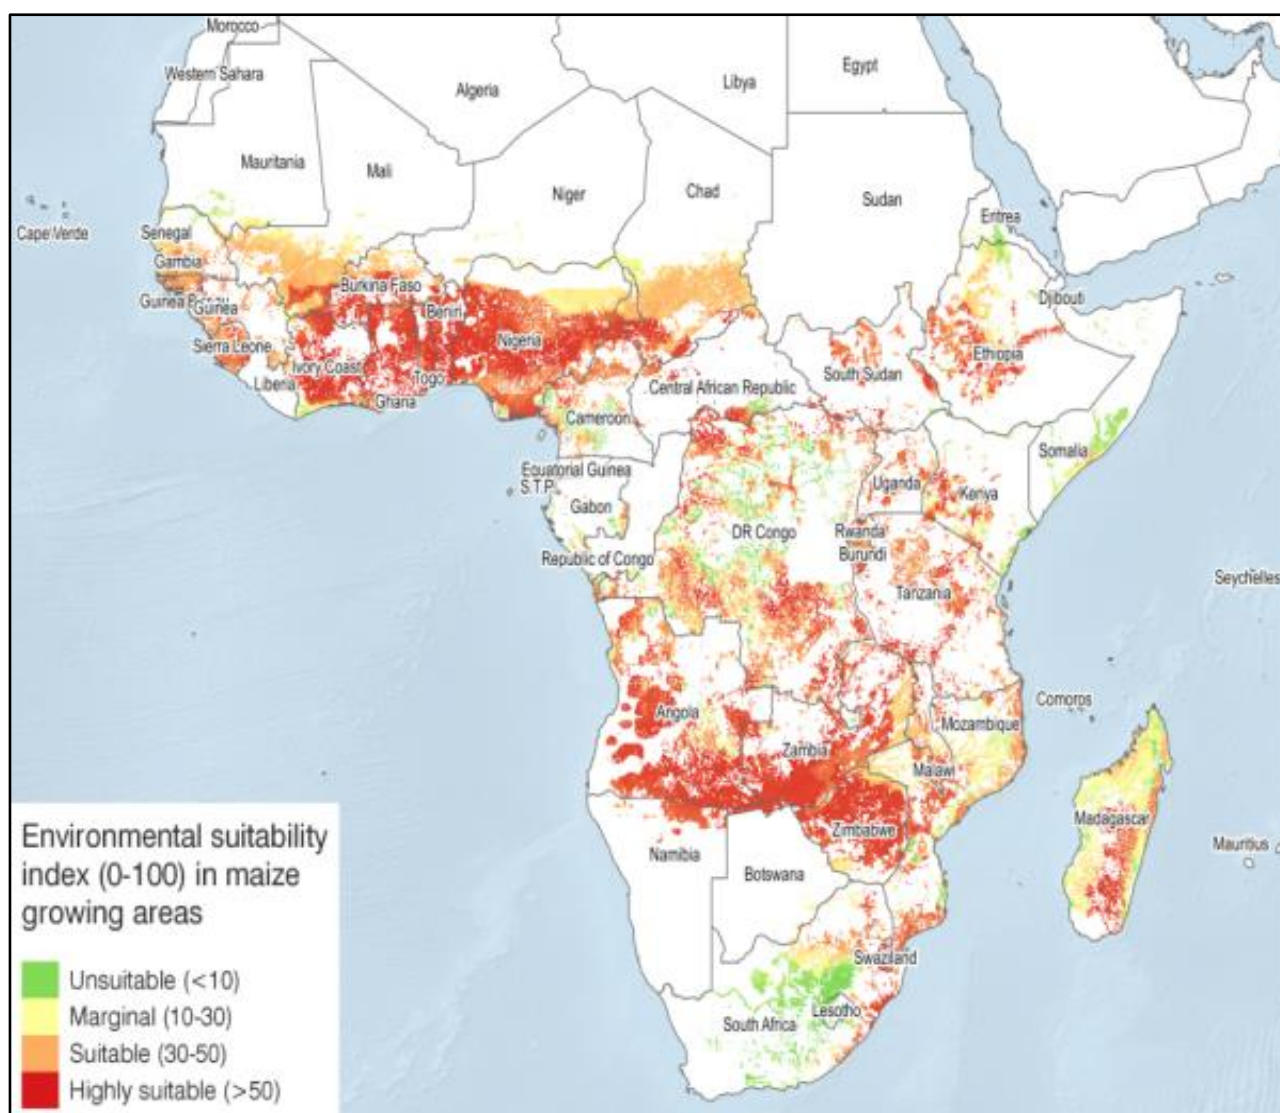 Morocco
Western Sahara
Algeria
Libya
Egypt
Mauritania
Mali
Niger
Chad
Sudan
Cape Verde
Senegal
Eritrea
Gambia
Burkina Faso
Guinea
Benin
Djibouti
Nigeria
Sierra Leone
Ivory Coast
Ethiopia
South Sudan
Liberia
Togo
Ghana
Central African Republic
Cameroon
Somalia
Equatorial Guinea
S.T.P.
Uganda
Kenya
Gabon
DR Congo
Rwanda
Republic of Congo
Burundi
Seychelles
Tanzania
Comoros
Angola
Mozambique
Zambia
Malawi
Madagascar
Zimbabwe
Mauritius
Namibia
Botswana
Swaziland
Lesotho
South Africa
Environmental suitability
index (0-100) in maize
growing areas
Unsuitable (<10)
Marginal (10-30)
Suitable (30-50)
Highly suitable (>50)